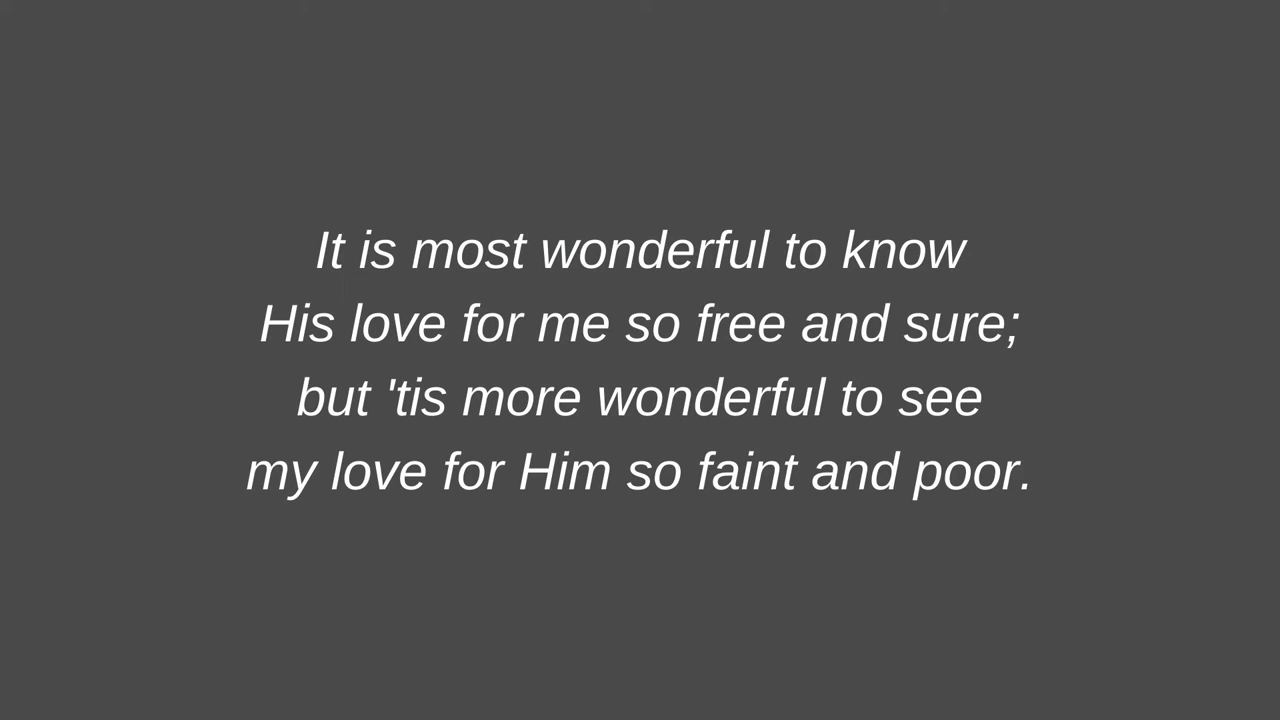 It is most wonderful to know
His love for me so free and sure;
but 'tis more wonderful to see
my love for Him so faint and poor.